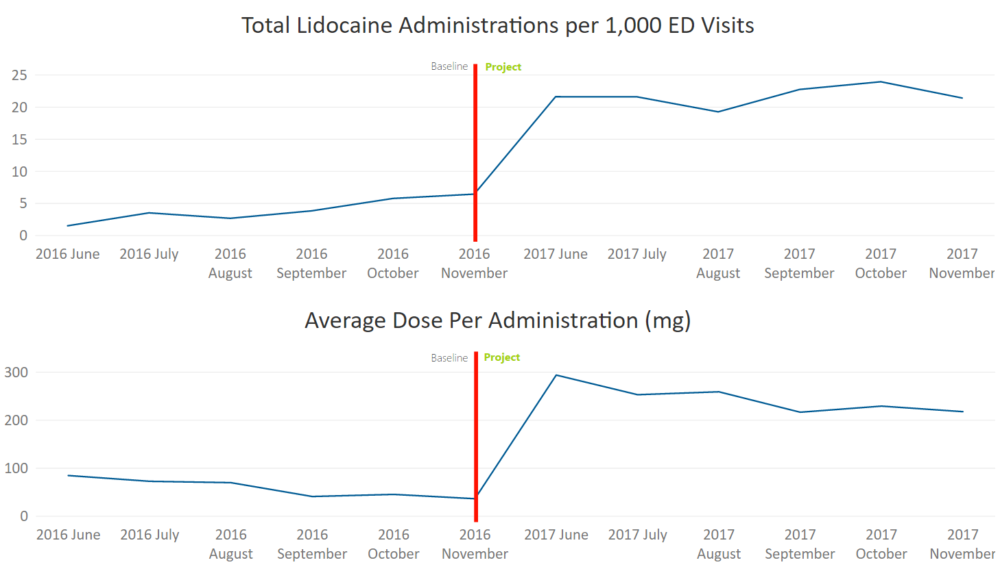 Total Lidocaine Administrations per 1,000 ED Visits
Baseline Project
25
20
15
10
5
0
2016 June 2016 July 2016 2016 2016 2016 2017 June 2017 July 2017 2017 2017 2017
August September October November August September October November
Average Dose Per Administration (mg)
Baseline Project
300
200
100
0
2016 June 2016 July 2016 2016 2016 2016 2017 June 2017 July 2017 2017 2017 2017
August September October November August September October November